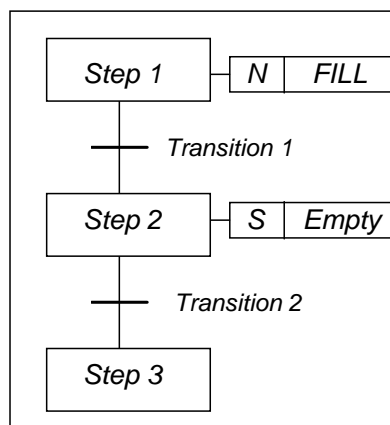 Step 1 N FILL
Transition 1
Step 2 S Empty
Transition 2
Step 3